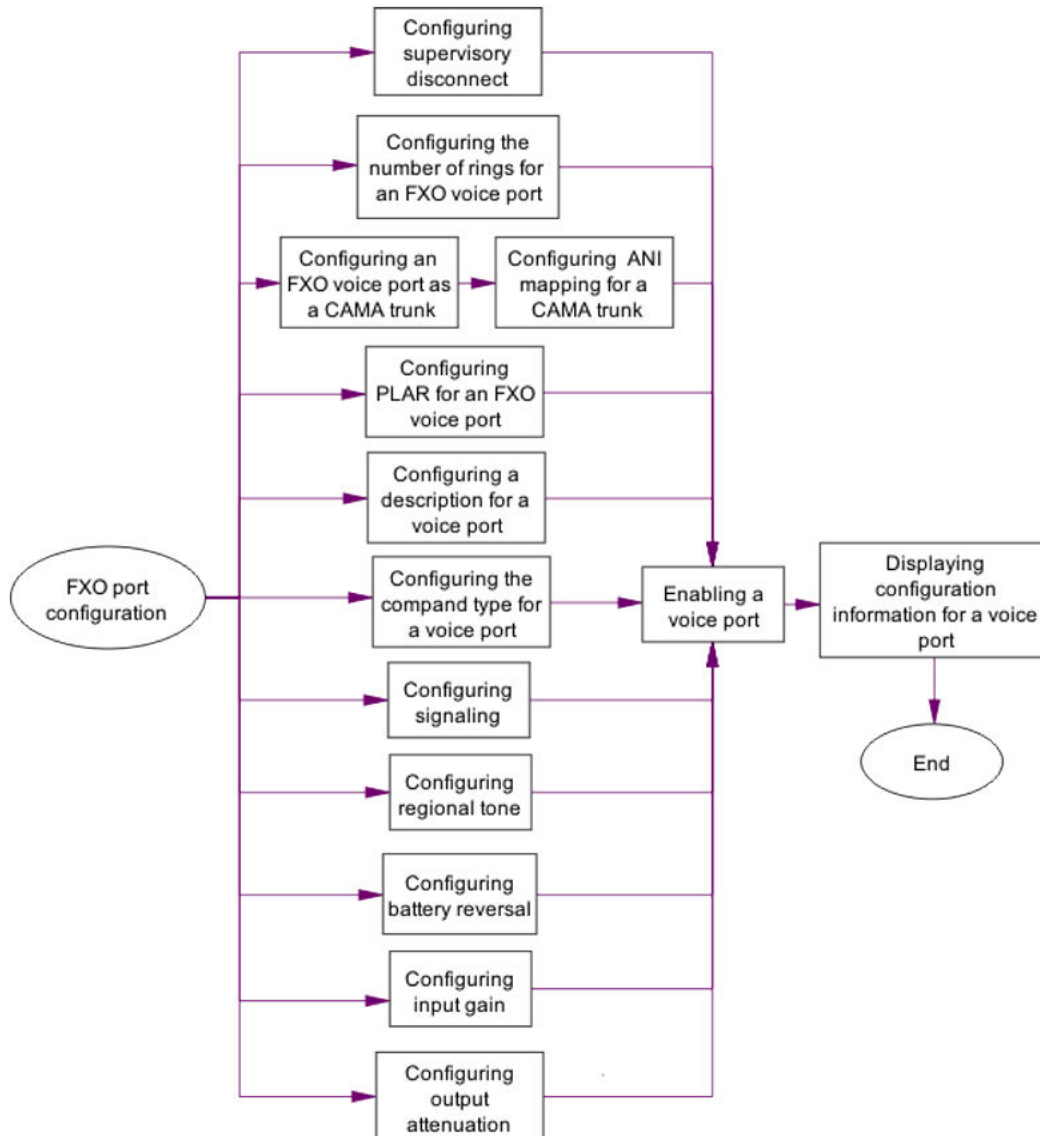 Configuring
supervisory
disconnect
Configuring the
number of rings for
an FXO voice port
Configuring an
FXO voice port as
a CAMA trunk
Configuring ANI
mapping for a
CAMA trunk
Configuring
PLAR for an FXO
voice port
Configuring a
description for a
voice port
FXO port
configuration
Configuring the
compand type for
a voice port
Enabling a
voice port
Displaying
configuration
information for a voice
port
Configuring
signaling
End
Configuring
regional tone
Configuring
battery reversal
Configuring
input gain
Configuring
output
attenuation